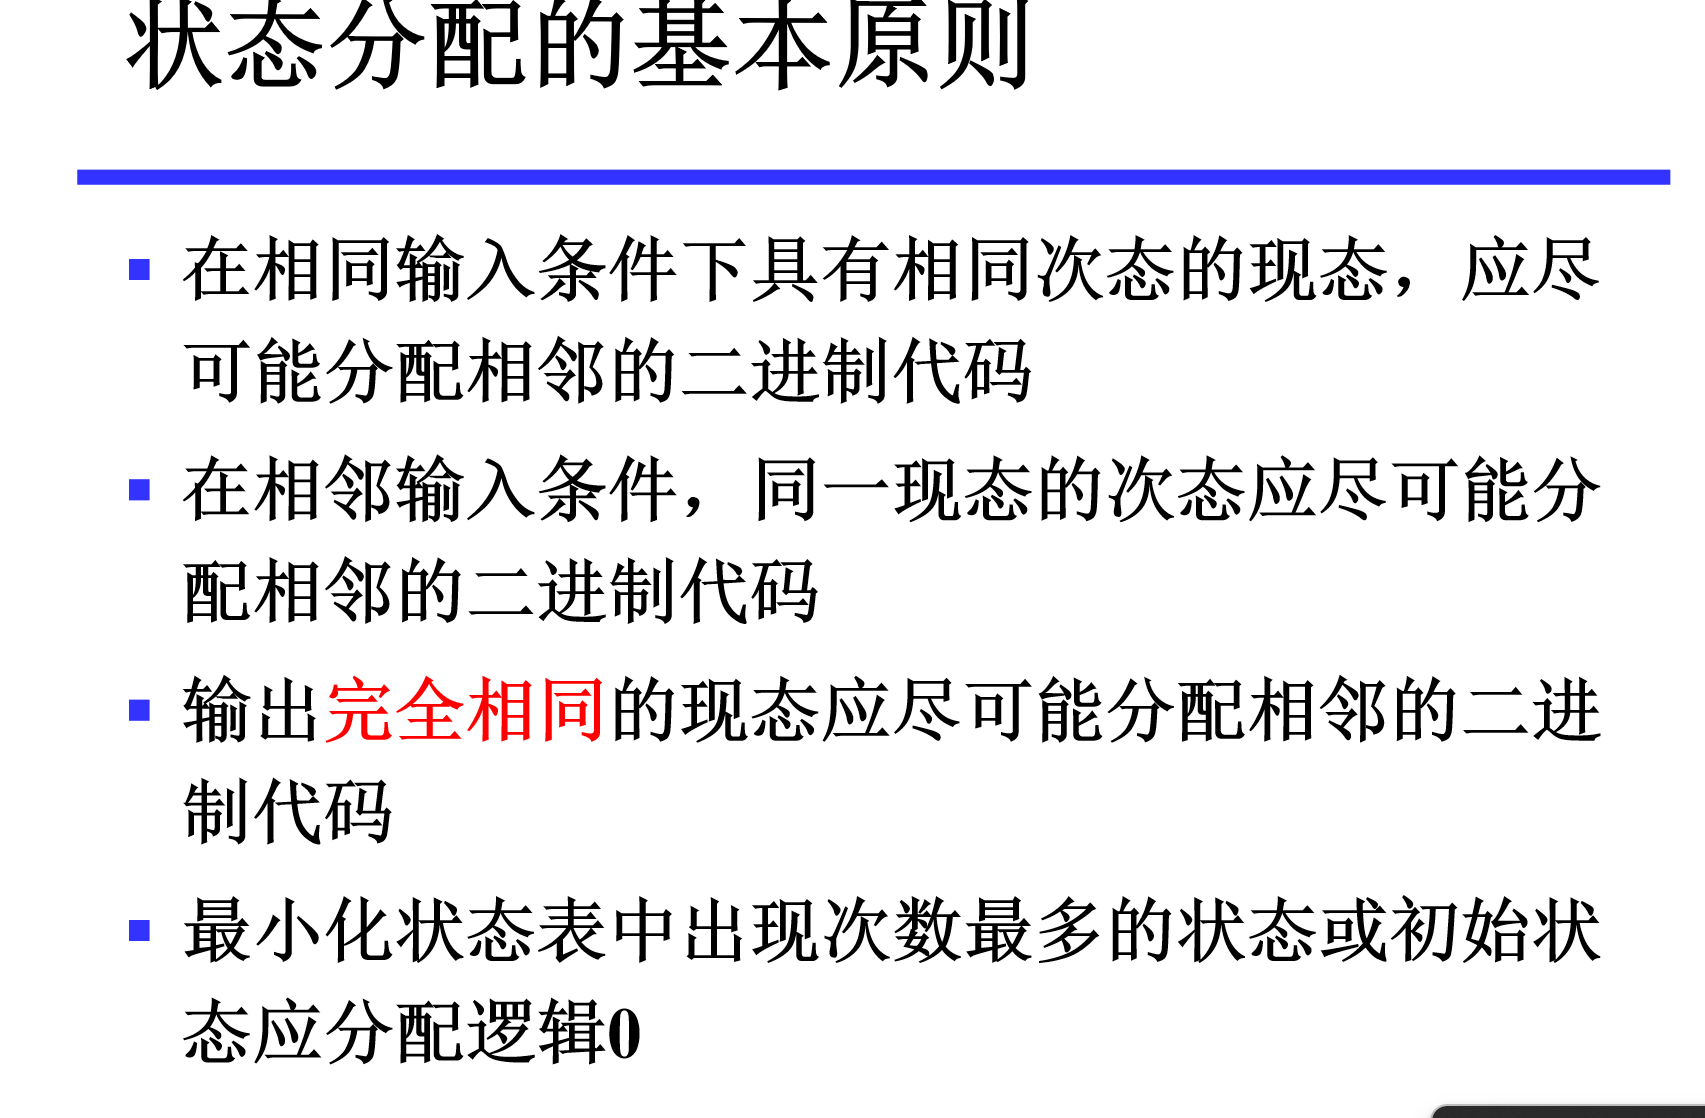 状态分配的基本原则
在相同输入条件下具有相同次态的现态，应尽
可能分配相邻的二进制代码
在相邻输入条件，同一现态的次态应尽可能分
配相邻的二进制代码
输出完全相同的现态应尽可能分配相邻的二进
制代码
最小化状态表中出现次数最多的状态或初始状
态应分配逻辑0